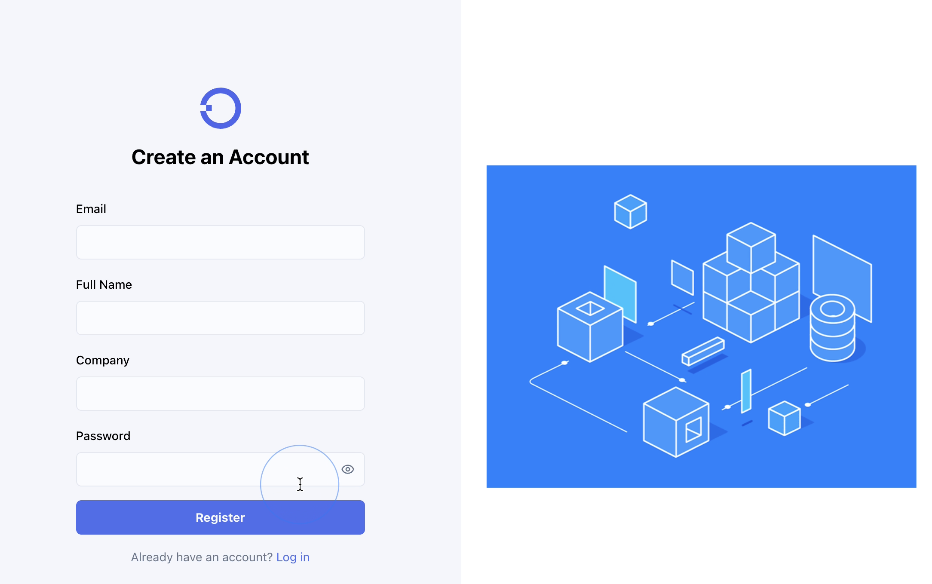 Create an Account
Email
Full Name
Company
Password
Register
Already have an account? Log in